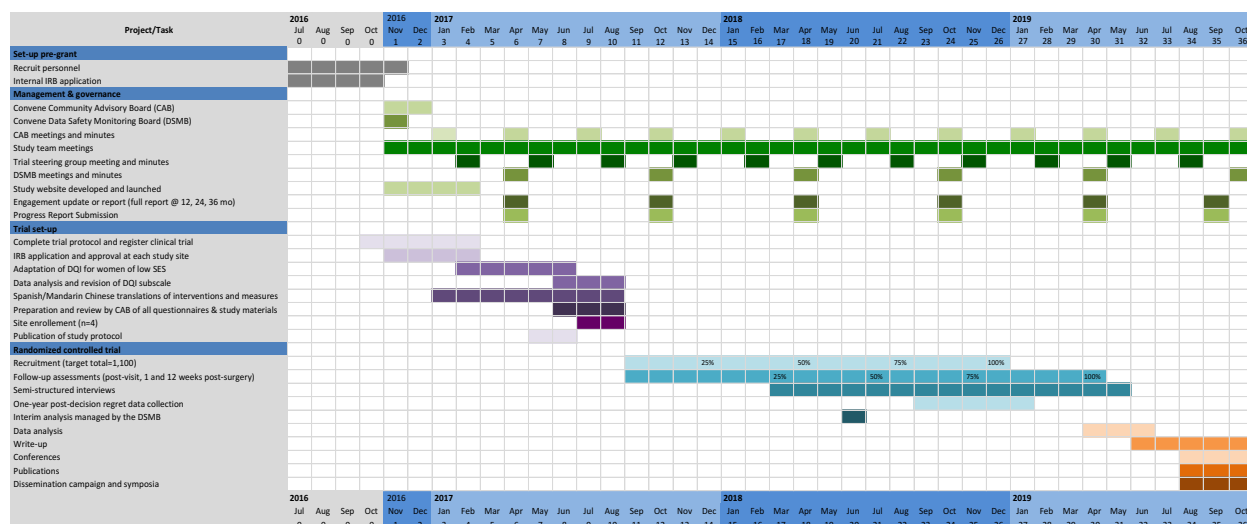 2016 2016 2017 2018 2019
Project/Task Jul Aug Sep Oct Nov Dec Jan Feb Mar Apr May Jun Jul Aug Sep Oct Nov Dec Jan Feb Mar Apr May Jun Jul Aug Sep Oct Nov Dec Jan Feb Mar Apr May Jun Jul Aug Sep Oct
0 0 0 0 1 2 3 4 5 6 7 8 9 10 11 12 13 14 15 16 17 18 19 20 21 22 23 24 25 26 27 28 29 30 31 32 33 34 35 36
Set-up pre-grant
Recruit personnel
Internal IRB application
Management & governance
Convene Community Advisory Board (CAB)
Convene Data Safety Monitoring Board (DSMB)
CAB meetings and minutes
Study team meetings
Trial steering group meeting and minutes
DSMB meetings and minutes
Study website developed and launched
Engagement update or report (full report @ 12, 24, 36 mo)
Progress Report Submission
Trial set-up
Complete trial protocol and register clinical trial
IRB application and approval at each study site
Adaptation of DQI for women of low SES
Data analysis and revision of DQI subscale
Spanish/Mandarin Chinese translations of interventions and measures
Preparation and review by CAB of all questionnaires & study materials
Site enrollement (n=4)
Publication of study protocol
Randomized controlled trial
Recruitment (target total=1,100) 25% 50% 75% 100%
Follow-up assessments (post-visit, 1 and 12 weeks post-surgery) 25% 50% 75% 100%
Semi-structured interviews
One-year post-decision regret data collection
Interim analysis managed by the DSMB
Data analysis
Write-up
Conferences
Publications
Dissemination campaign and symposia
2016 2016 2017 2018 2019
Jul Aug Sep Oct Nov Dec Jan Feb Mar Apr May Jun Jul Aug Sep Oct Nov Dec Jan Feb Mar Apr May Jun Jul Aug Sep Oct Nov Dec Jan Feb Mar Apr May Jun Jul Aug Sep Oct